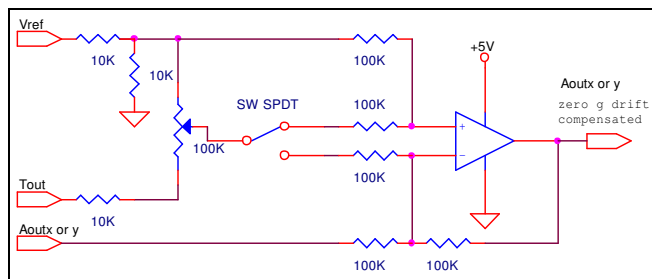 Vref
10K
10K
100K
+5V
Aoutx or y
zero g drift
compensated
SW SPDT
100K
+
100K
−
100K
Tout
10K
Aoutx or y
100K
100K